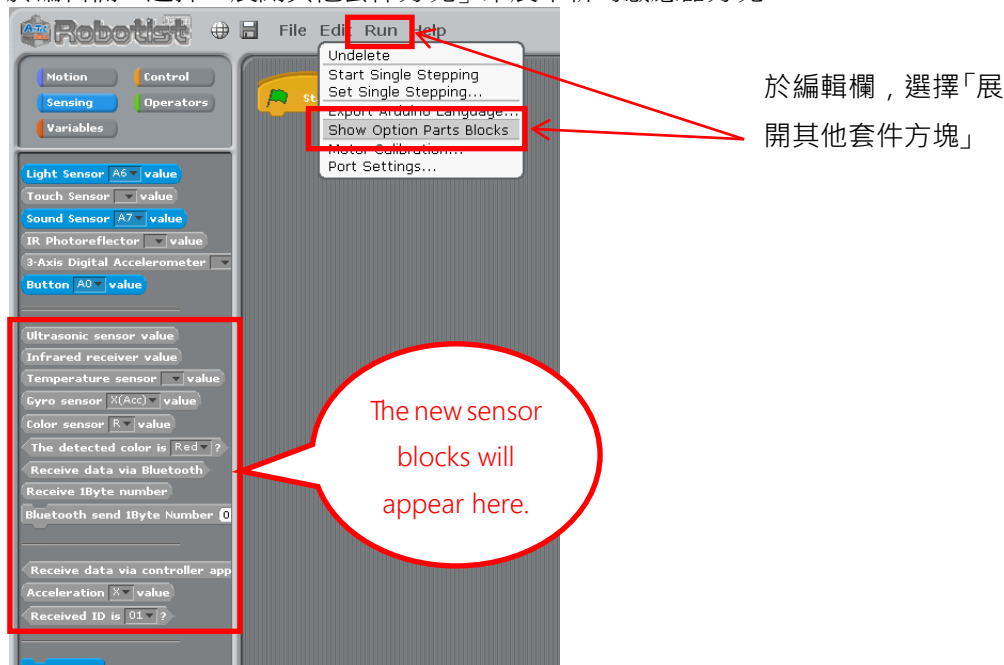 Robotist File Edit Run Help
Undelete
Start Single Stepping
Set Single Stepping...
Export Arduino Language...
Show Option Parts Blocks
Motor Calibration...
Port Settings...
於編輯欄，選擇「展
開其他套件方塊」
Motion Control
Sensing Operators
Variables
Light Sensor A6 value
Touch Sensor value
Sound Sensor A7 value
IR Photoreflector value
3-Axis Digital Accelerometer
Button A0 value
Ultrasonic sensor value
Infrared receiver value
Temperature sensor value
Gyro sensor X(Acc) value
Color sensor R value
The detected color is Red ?
Receive data via Bluetooth
Receive 1Byte number
Bluetooth send 1Byte Number 0
Receive data via controller app
Acceleration X value
Received ID is 01 ?
The new sensor
blocks will
appear here.